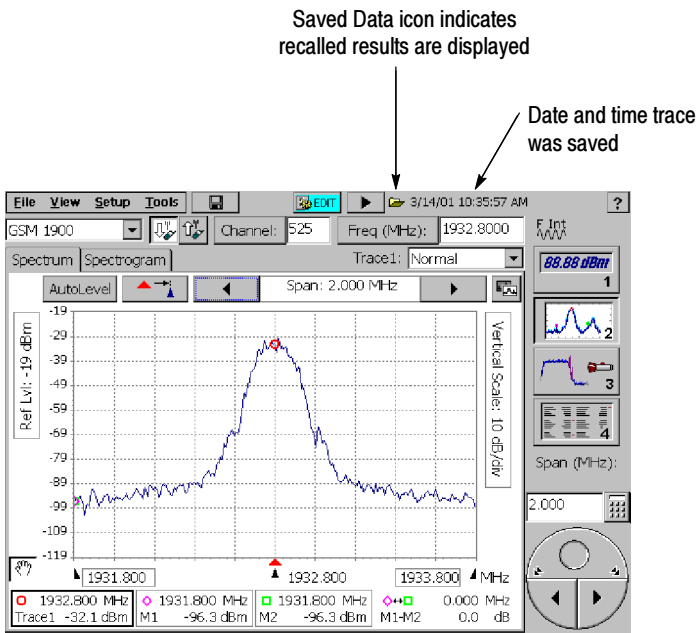 Saved Data icon indicates
recalled results are displayed
Date and time trace
was saved
File View Setup Tools EDIT 3/14/01 10:35:57 AM ?
GSM 1900 Channel: 525 Freq (MHz): 1932.8000 F Int
Spectrum Spectrogram Trace1: Normal
88.88 dBm
1
AutoLevel Span: 2.000 MHz
2
3
4
Ref Lvl: -19 dBm
-19
-29
-39
-49
-59
-69
-79
-89
-99
-109
-119
Vertical Scale: 10 dB/div
Span (MHz):
2.000
1931.800 1932.800 1933.800 MHz
1932.800 MHz 1931.800 MHz 1931.800 MHz 0.000 MHz
Trace1 -32.1 dBm M1 -96.3 dBm M2 -96.3 dBm M1-M2 0.0 dB